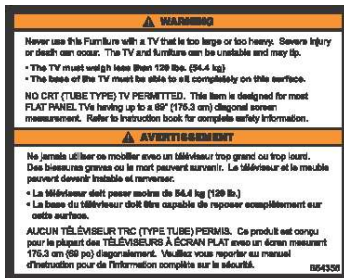 WARNING
Never use this Furniture with a TV that is too large or too heavy. Severe injury
or death can occur. The TV and furniture can be unstable and may tip.
• The TV must weigh less than 120 lbs. (54.4 kg)
• The base of the TV must be able to sit completely on this surface.
NO CRT (TUBE TYPE) TV PERMITTED. This item is designed for most
FLAT PANEL TVs having up to a 69" (175.3 cm) diagonal screen
measurement. Refer to instruction book for complete safety information.
AVERTISSEMENT
Ne jamais utiliser ce mobilier avec un téléviseur trop grand ou trop lourd.
Des blessures graves ou la mort peuvent survenir. Le téléviseur et le meuble
peuvent devenir instable et renverser.
• La téléviseur doit peser moins de 54.4 kg (120 lb.)
• La base du téléviseur doit être capable de reposer complètement sur
cette surface.
AUCUN TÉLÉVISEUR TRC (TYPE TUBE) PERMIS. Ce produit est conçu
pour la plupart des TÉLÉVISEURS À ÉCRAN PLAT avec un écran mesurant
175.3 cm (69 po) diagonalement. Veuillez vous reporter au manuel
d'instruction pour de l'information complète sur la sécurité.